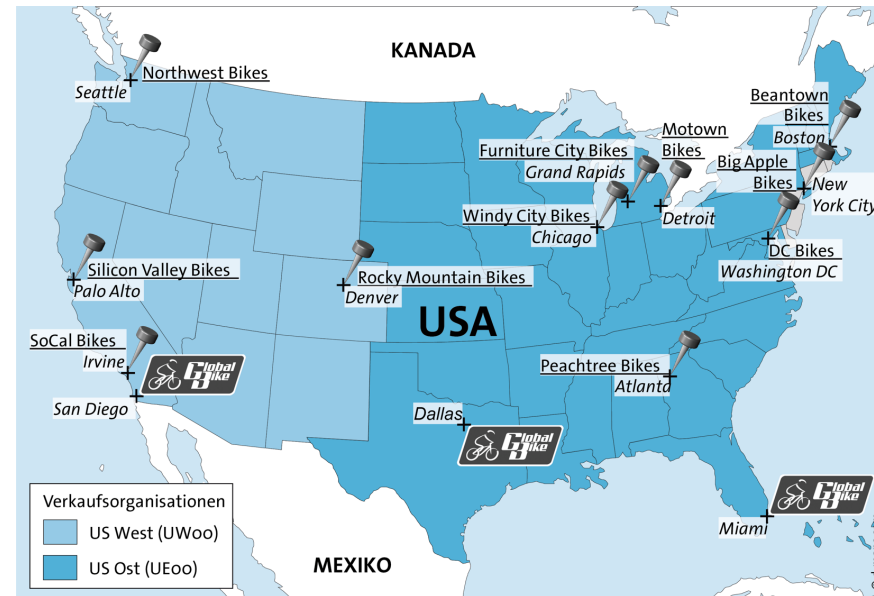 KANADA
Northwest Bikes
Seattle
Beantown
Bikes
Boston
Motown
Bikes
Furniture City Bikes
Grand Rapids
Big Apple
Bikes
New
York City
Windy City Bikes
Chicago
Detroit
DC Bikes
Washington DC
Silicon Valley Bikes
Palo Alto
Rocky Mountain Bikes
Denver
USA
SoCal Bikes
Irvine
Global
Bike
San Diego
Peachtree Bikes
Atlanta
Dallas
Global
Bike
Global
Bike
Miami
Verkaufsorganisationen
US West (UW00)
US Ost (UE00)
MEXIKO